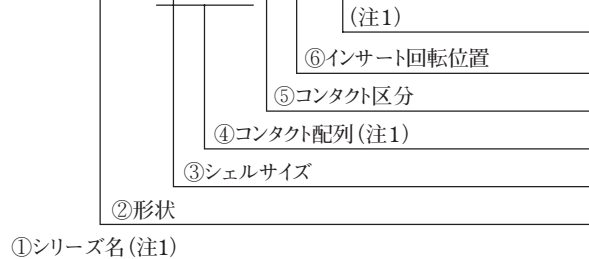 (注1)
⑥インサート回転位置
⑤コンタクト区分
④コンタクト配列(注1)
③シェルサイズ
②形状
①シリーズ名(注1)